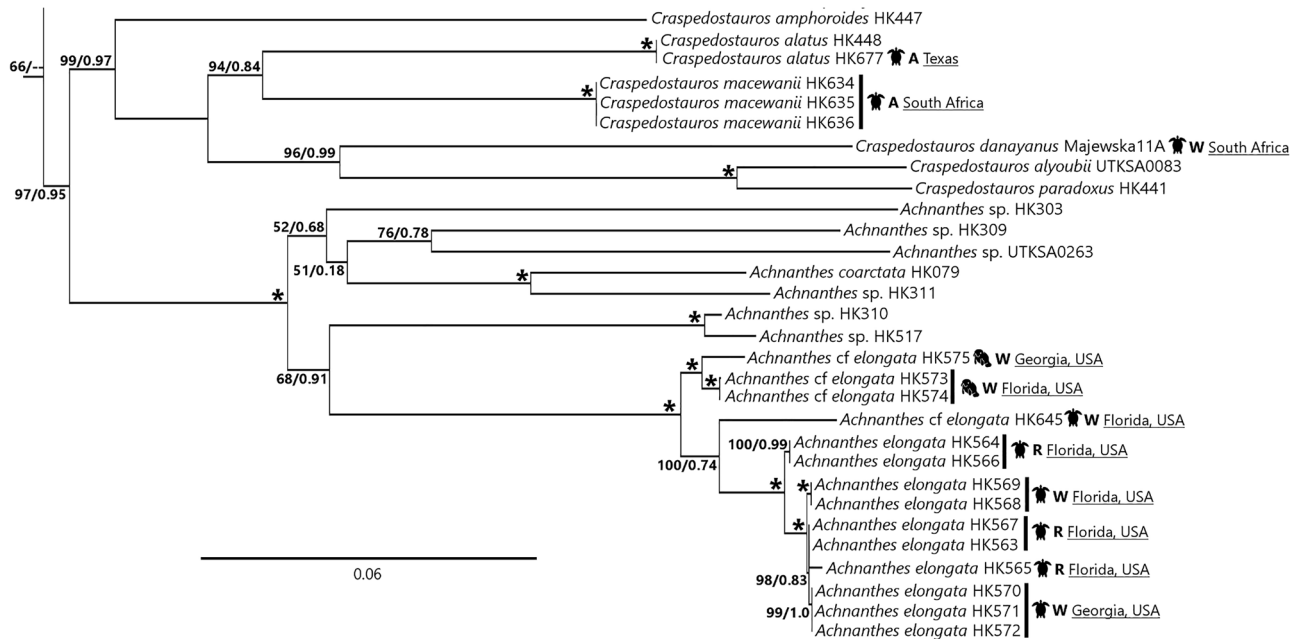 Craspedostauros amphoroides HK447
66/--
99/0.97
94/0.84
*
Craspedostauros alatus HK448
Craspedostauros alatus HK677 A Texas
*
Craspedostauros macewanii HK634
Craspedostauros macewanii HK635 A South Africa
Craspedostauros macewanii HK636
96/0.99
Craspedostauros danayanus Majewska11A W South Africa
*
Craspedostauros alyoubii UTKSA0083
Craspedostauros paradoxus HK441
97/0.95
Achnanthes sp. HK303
52/0.68
76/0.78
Achnanthes sp. HK309
Achnanthes sp. UTKSA0263
51/0.18
*
Achnanthes coarctata HK079
Achnanthes sp. HK311
*
*
Achnanthes sp. HK310
Achnanthes sp. HK517
68/0.91
*
Achnanthes cf elongata HK575 W Georgia, USA
*
Achnanthes cf elongata HK573
Achnanthes cf elongata HK574 W Florida, USA
*
Achnanthes cf elongata HK645 W Florida, USA
100/0.74
100/0.99
Achnanthes elongata HK564
Achnanthes elongata HK566 R Florida, USA
*
*
Achnanthes elongata HK569
Achnanthes elongata HK568 W Florida, USA
*
Achnanthes elongata HK567
Achnanthes elongata HK563 R Florida, USA
Achnanthes elongata HK565 R Florida, USA
98/0.83
99/1.0
Achnanthes elongata HK570
Achnanthes elongata HK571 W Georgia, USA
Achnanthes elongata HK572
0.06